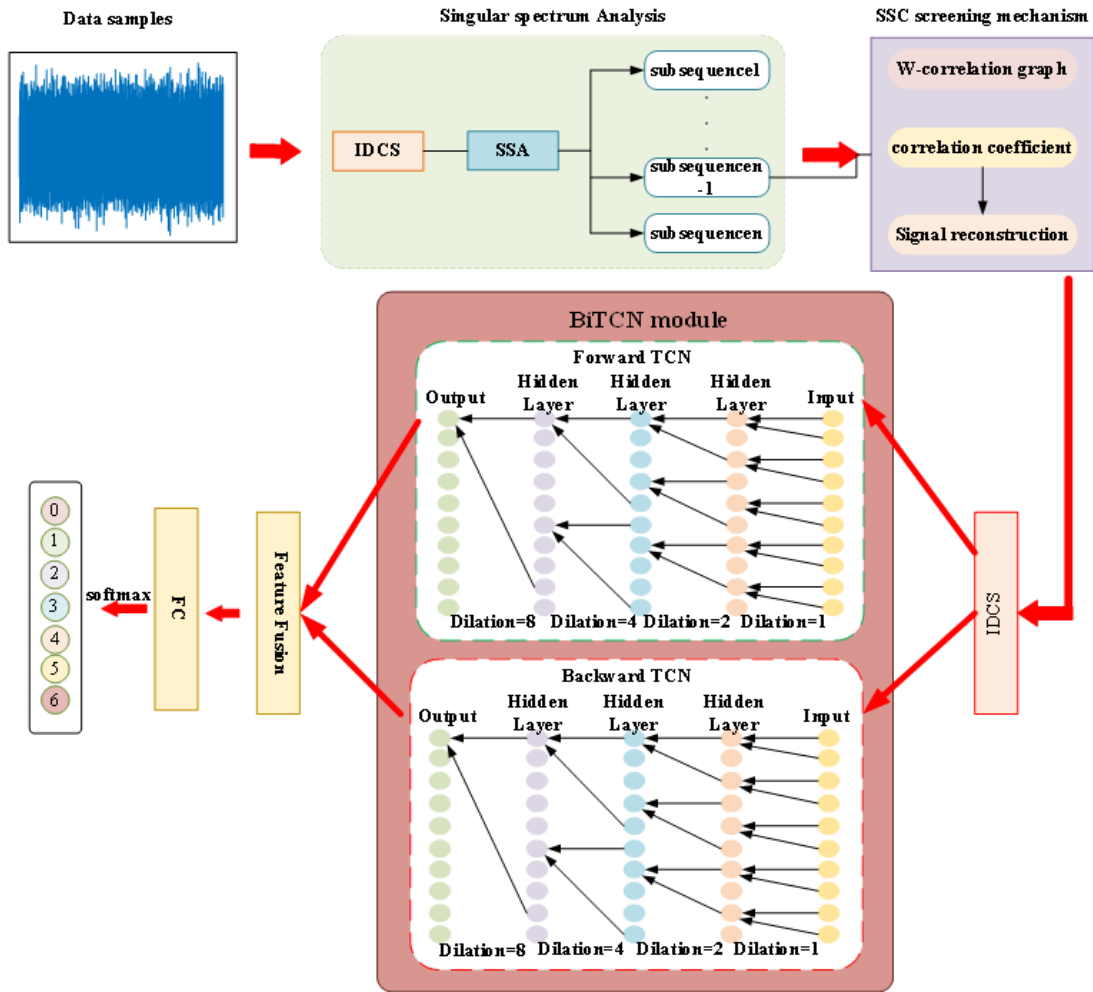 Data samples
Singular spectrum Analysis
SSC screening mechanism
IDCS
SSA
subsequence1
subsequencen
-1
subsequencen
W-correlation graph
correlation coefficient
Signal reconstruction
BiTCN module
Forward TCN
Output
Hidden
Layer
Hidden
Layer
Hidden
Layer
Input
Dilation=8
Dilation=4
Dilation=2
Dilation=1
Backward TCN
Output
Hidden
Layer
Hidden
Layer
Hidden
Layer
Input
Dilation=8
Dilation=4
Dilation=2
Dilation=1
IDCS
Feature Fusion
FC
softmax
0
1
2
3
4
5
6